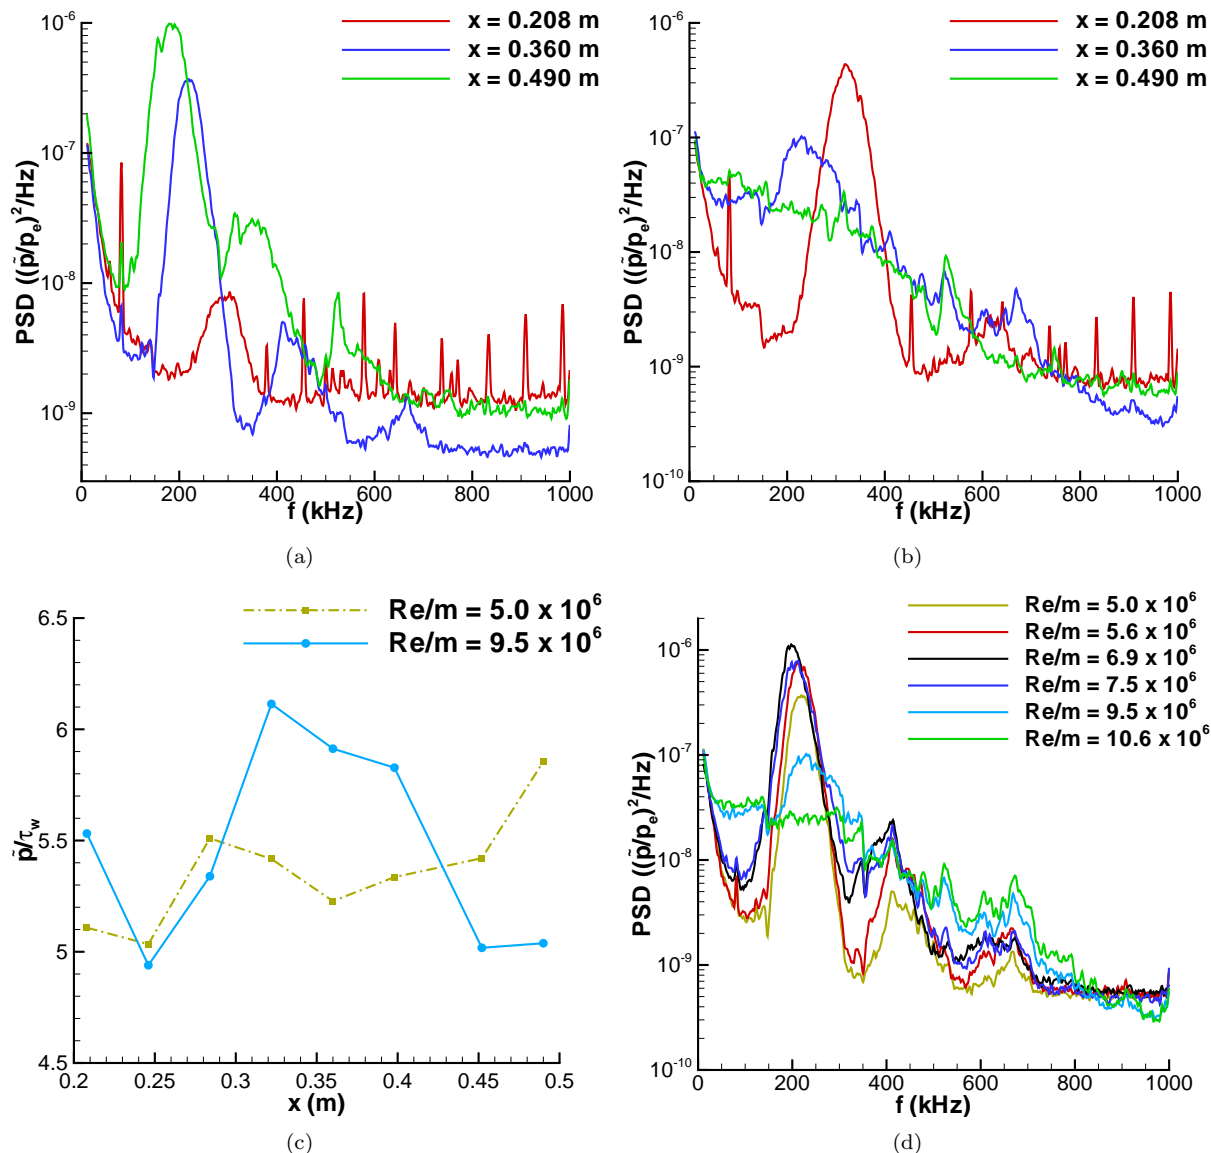 x = 0.208 m
x = 0.360 m
x = 0.490 m
10^-6
10^-7
10^-8
10^-9
PSD ((p̃/p_e)^2/Hz)
0 200 400 600 800 1000
f (kHz)
(a)
x = 0.208 m
x = 0.360 m
x = 0.490 m
10^-6
10^-7
10^-8
10^-9
10^-10
PSD ((p̃/p_e)^2/Hz)
0 200 400 600 800 1000
f (kHz)
(b)
Re/m = 5.0 x 10^6
Re/m = 9.5 x 10^6
6.5
6
5.5
5
4.5
p̃/τ_w
0.2 0.25 0.3 0.35 0.4 0.45 0.5
x (m)
(c)
Re/m = 5.0 x 10^6
Re/m = 5.6 x 10^6
Re/m = 6.9 x 10^6
Re/m = 7.5 x 10^6
Re/m = 9.5 x 10^6
Re/m = 10.6 x 10^6
10^-6
10^-7
10^-8
10^-9
10^-10
PSD ((p̃/p_e)^2/Hz)
0 200 400 600 800 1000
f (kHz)
(d)